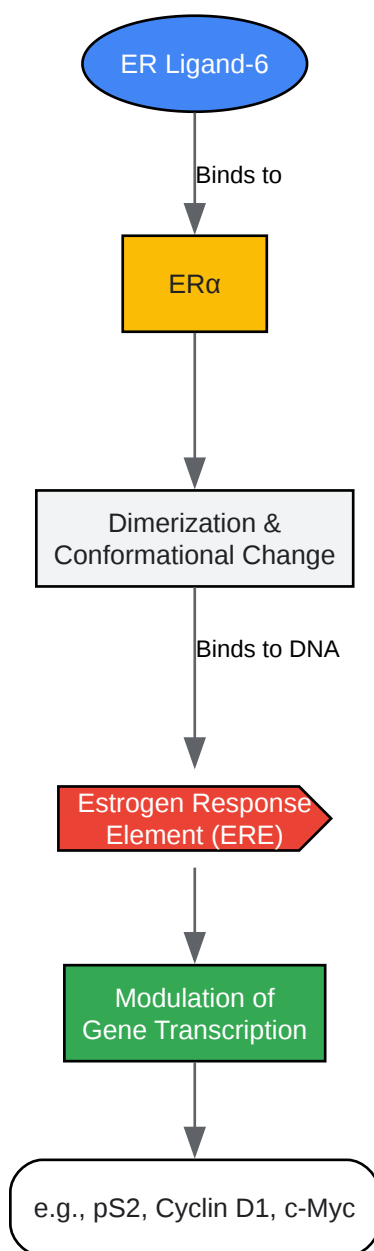 ER Ligand-6
Binds to
ERα
Dimerization &
Conformational Change
Binds to DNA
Estrogen Response
Element (ERE)
Modulation of
Gene Transcription
e.g., pS2, Cyclin D1, c-Myc